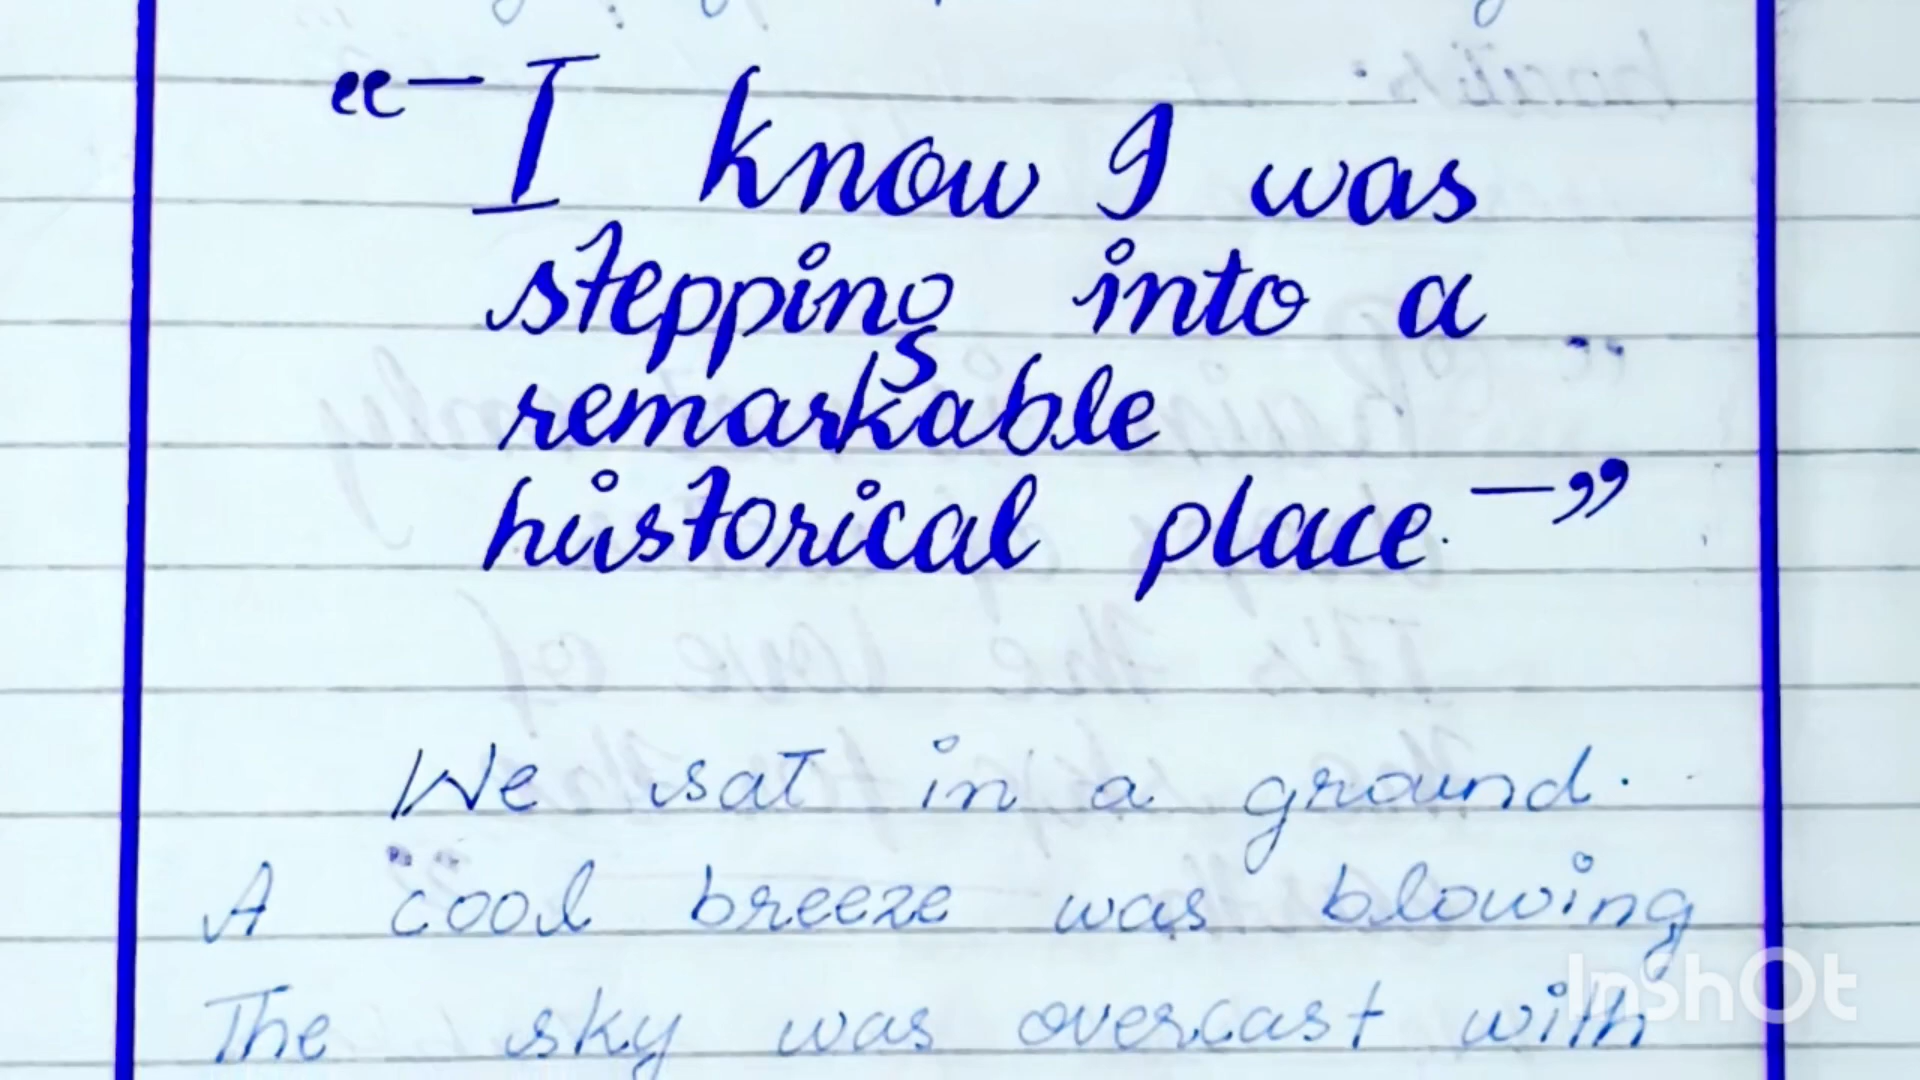 “— I know I was
stepping into a
remarkable
historical place. —”
We sat in a ground.
A cool breeze was blowing
The sky was overcast with
InShOt